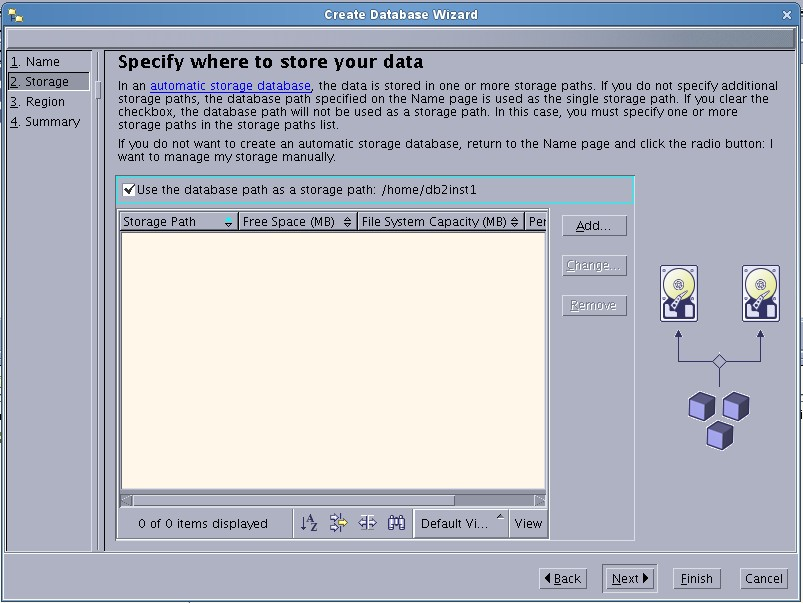 Create Database Wizard
1. Name
2. Storage
3. Region
4. Summary
Specify where to store your data
In an automatic storage database, the data is stored in one or more storage paths. If you do not specify additional
storage paths, the database path specified on the Name page is used as the single storage path. If you clear the
checkbox, the database path will not be used as a storage path. In this case, you must specify one or more
storage paths in the storage paths list.
If you do not want to create an automatic storage database, return to the Name page and click the radio button: I
want to manage my storage manually.
Use the database path as a storage path: /home/db2inst1
Storage Path Free Space (MB) File System Capacity (MB) Per
Add...
Change...
Remove
0 of 0 items displayed
Default Vi...
View
Back
Next
Finish
Cancel